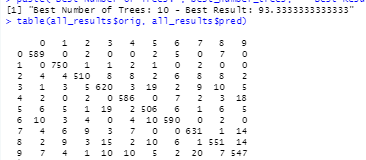 [1] "Best Number of Trees: 10 - Best Result: 93.3333333333333"
> table(all_results$orig, all_results$pred)
0 1 2 3 4 5 6 7 8 9
0 589 0 2 0 0 2 5 0 7 0
1 0 750 1 1 2 1 0 2 0 0
2 4 4 510 8 8 2 6 8 8 2
3 1 3 5 620 3 19 2 9 10 5
4 2 0 2 0 586 0 7 2 3 18
5 6 5 1 19 2 506 6 1 6 5
6 10 3 4 0 4 10 590 0 2 0
7 4 6 9 3 7 0 0 631 1 14
8 2 9 3 15 2 10 6 1 551 14
9 7 4 1 10 10 5 2 20 7 547